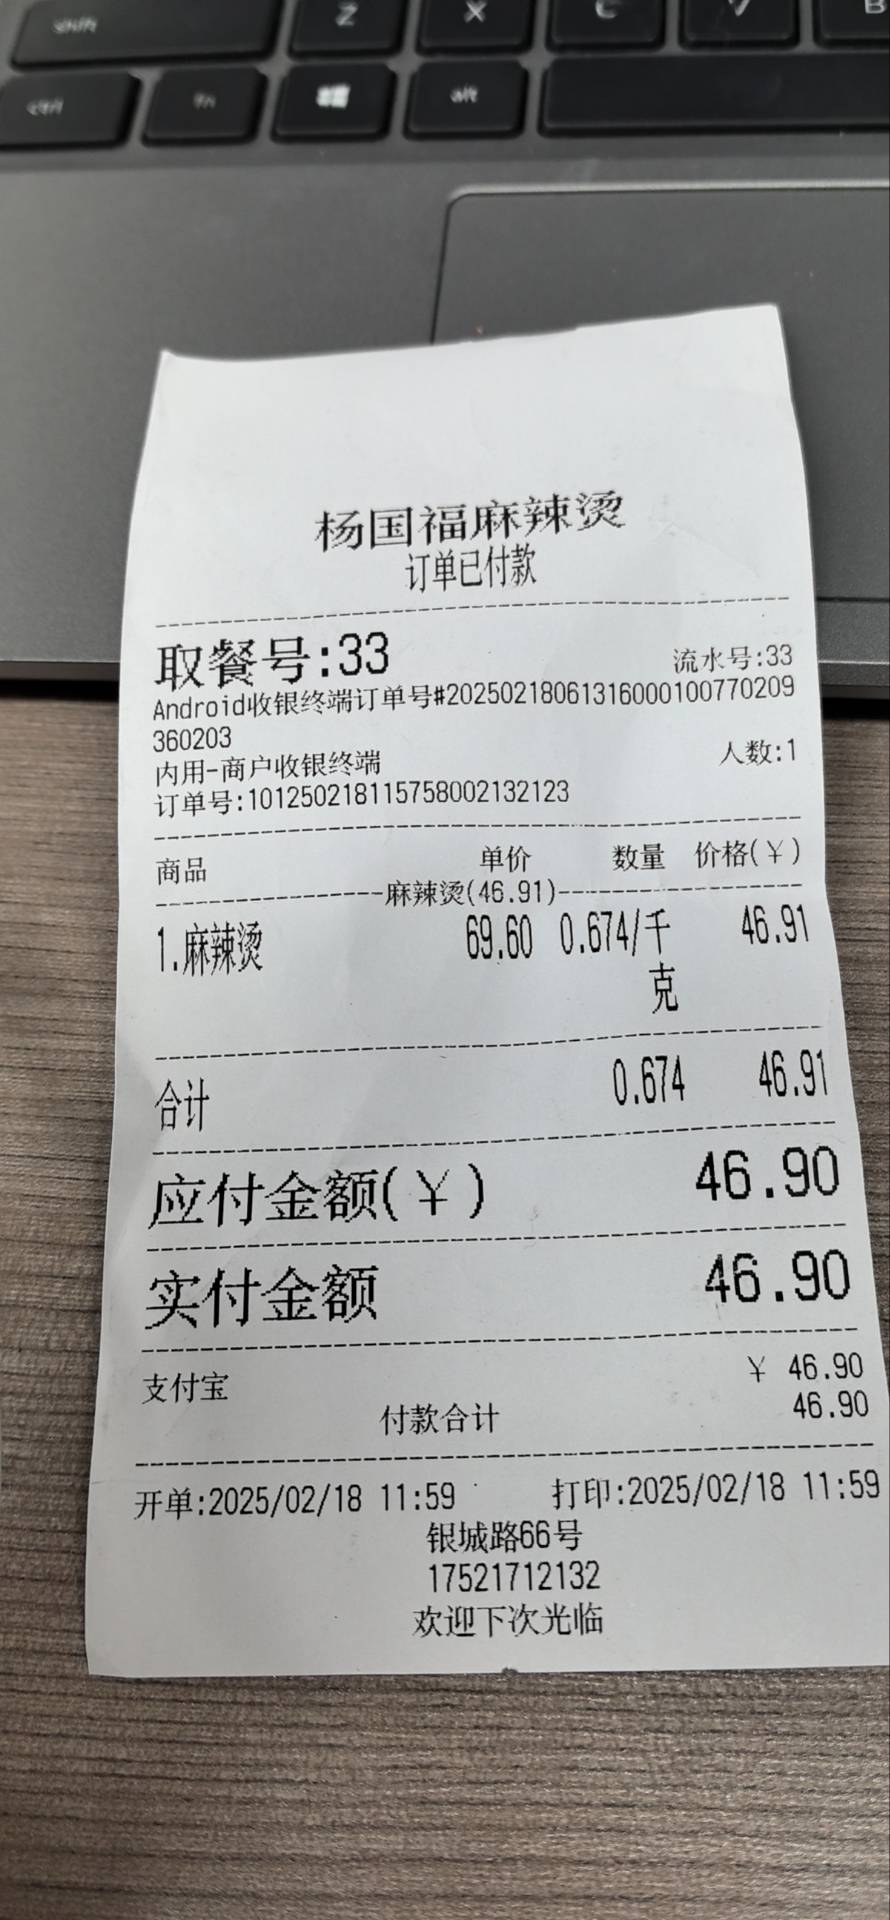 shift Z X C V B
ctrl fn alt
杨国福麻辣烫
订单已付款
取餐号:33 流水号:33
Android收银终端订单号#20250218061316000100770209
360203
内用-商户收银终端 人数:1
订单号:101250218115758002132123
商品 单价 数量 价格(¥)
麻辣烫(46.91)
1.麻辣烫 69.60 0.674/千 46.91
克
合计 0.674 46.91
应付金额(¥) 46.90
实付金额 46.90
支付宝 ¥ 46.90
付款合计 46.90
开单:2025/02/18 11:59 打印:2025/02/18 11:59
银城路66号
17521712132
欢迎下次光临